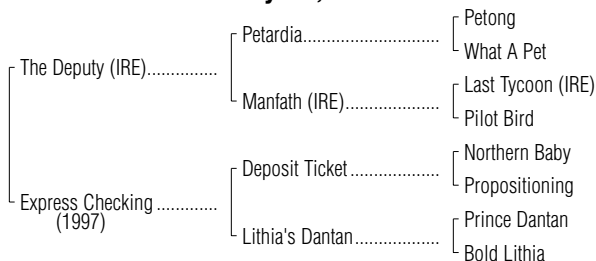 Petong
Petardia
What A Pet
The Deputy (IRE)
Last Tycoon (IRE)
Manfath (IRE)
Pilot Bird
Northern Baby
Deposit Ticket
Propositioning
Express Checking
(1997)
Prince Dantan
Lithia's Dantan
Bold Lithia